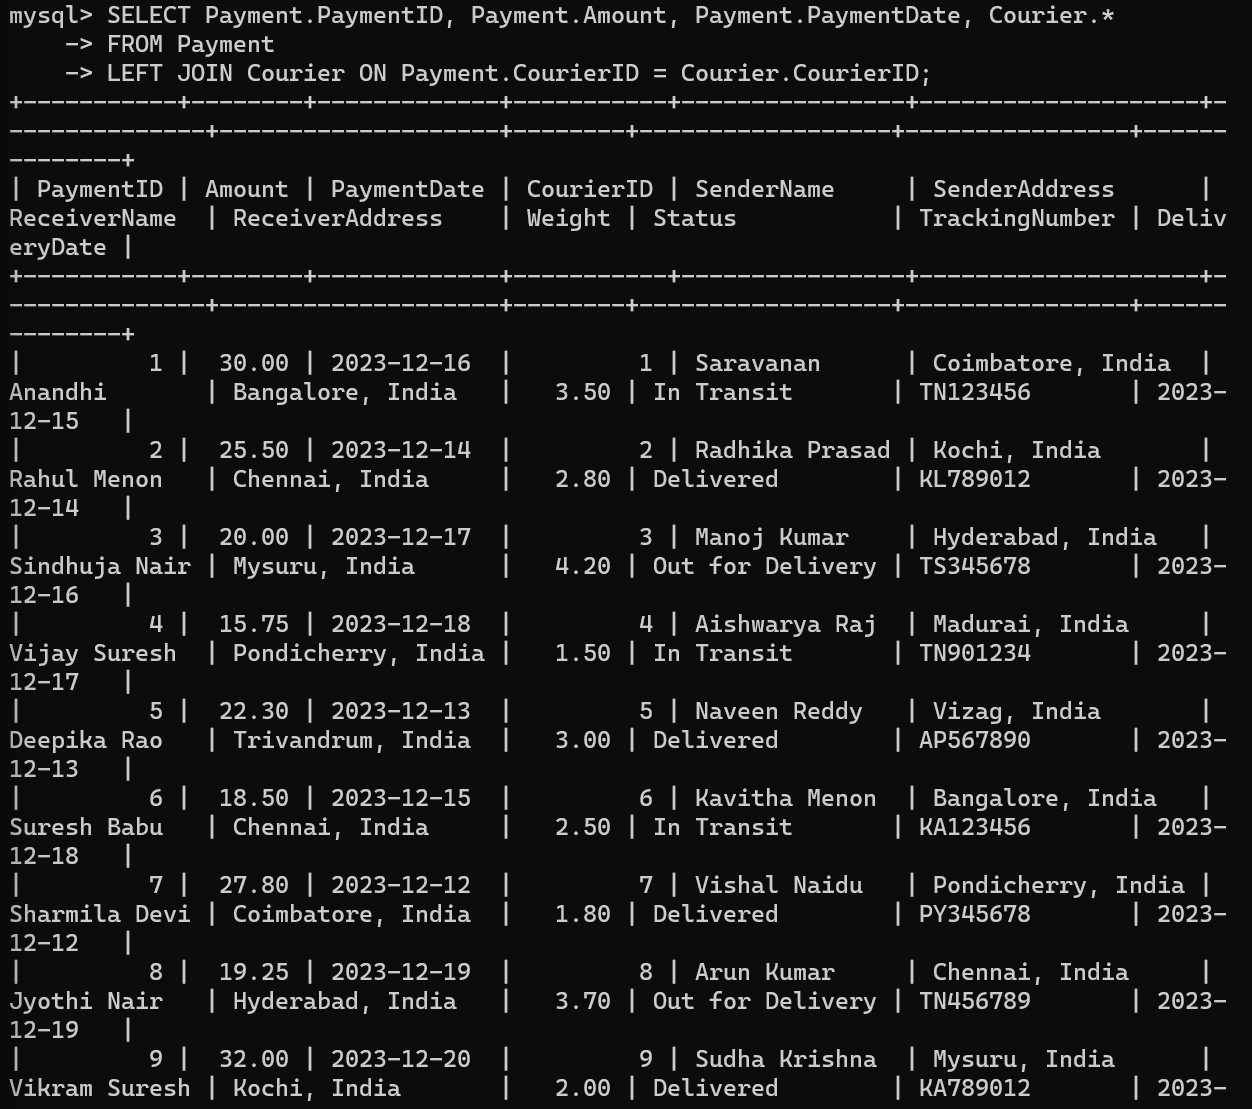 mysql> SELECT Payment.PaymentID, Payment.Amount, Payment.PaymentDate, Courier.*
    -> FROM Payment
    -> LEFT JOIN Courier ON Payment.CourierID = Courier.CourierID;
+-----------+--------+-------------+-----------+----------------+--------------------+-
--------------+--------------------+--------+------------------+----------------+------
--------+
| PaymentID | Amount | PaymentDate | CourierID | SenderName     | SenderAddress      |
ReceiverName  | ReceiverAddress    | Weight | Status           | TrackingNumber | Deliv
eryDate |
+-----------+--------+-------------+-----------+----------------+--------------------+-
--------------+--------------------+--------+------------------+----------------+------
--------+
|         1 |  30.00 | 2023-12-16  |         1 | Saravanan      | Coimbatore, India  |
Anandhi       | Bangalore, India   |   3.50 | In Transit       | TN123456       | 2023-
12-15   |
|         2 |  25.50 | 2023-12-14  |         2 | Radhika Prasad | Kochi, India       |
Rahul Menon   | Chennai, India     |   2.80 | Delivered        | KL789012       | 2023-
12-14   |
|         3 |  20.00 | 2023-12-17  |         3 | Manoj Kumar    | Hyderabad, India   |
Sindhuja Nair | Mysuru, India      |   4.20 | Out for Delivery | TS345678       | 2023-
12-16   |
|         4 |  15.75 | 2023-12-18  |         4 | Aishwarya Raj  | Madurai, India     |
Vijay Suresh  | Pondicherry, India |   1.50 | In Transit       | TN901234       | 2023-
12-17   |
|         5 |  22.30 | 2023-12-13  |         5 | Naveen Reddy   | Vizag, India       |
Deepika Rao   | Trivandrum, India  |   3.00 | Delivered        | AP567890       | 2023-
12-13   |
|         6 |  18.50 | 2023-12-15  |         6 | Kavitha Menon  | Bangalore, India   |
Suresh Babu   | Chennai, India     |   2.50 | In Transit       | KA123456       | 2023-
12-18   |
|         7 |  27.80 | 2023-12-12  |         7 | Vishal Naidu   | Pondicherry, India |
Sharmila Devi | Coimbatore, India  |   1.80 | Delivered        | PY345678       | 2023-
12-12   |
|         8 |  19.25 | 2023-12-19  |         8 | Arun Kumar     | Chennai, India     |
Jyothi Nair   | Hyderabad, India   |   3.70 | Out for Delivery | TN456789       | 2023-
12-19   |
|         9 |  32.00 | 2023-12-20  |         9 | Sudha Krishna  | Mysuru, India      |
Vikram Suresh | Kochi, India       |   2.00 | Delivered        | KA789012       | 2023-